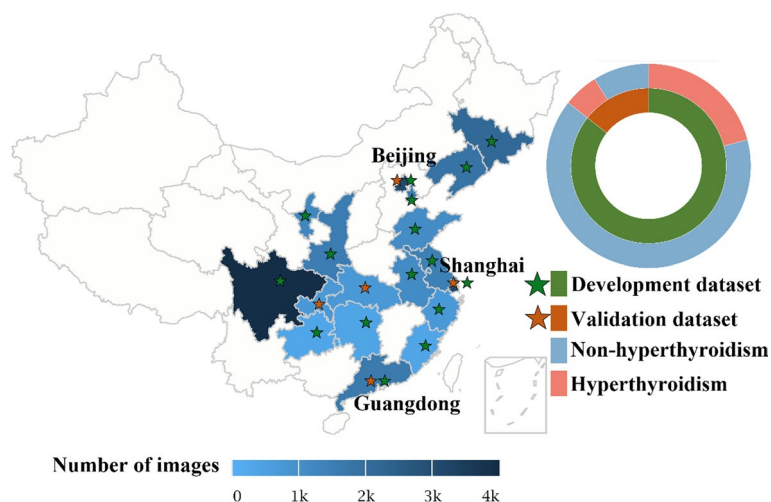 Beijing
Shanghai
Guangdong
Development dataset
Validation dataset
Non-hyperthyroidism
Hyperthyroidism
Number of images
0 1k 2k 3k 4k